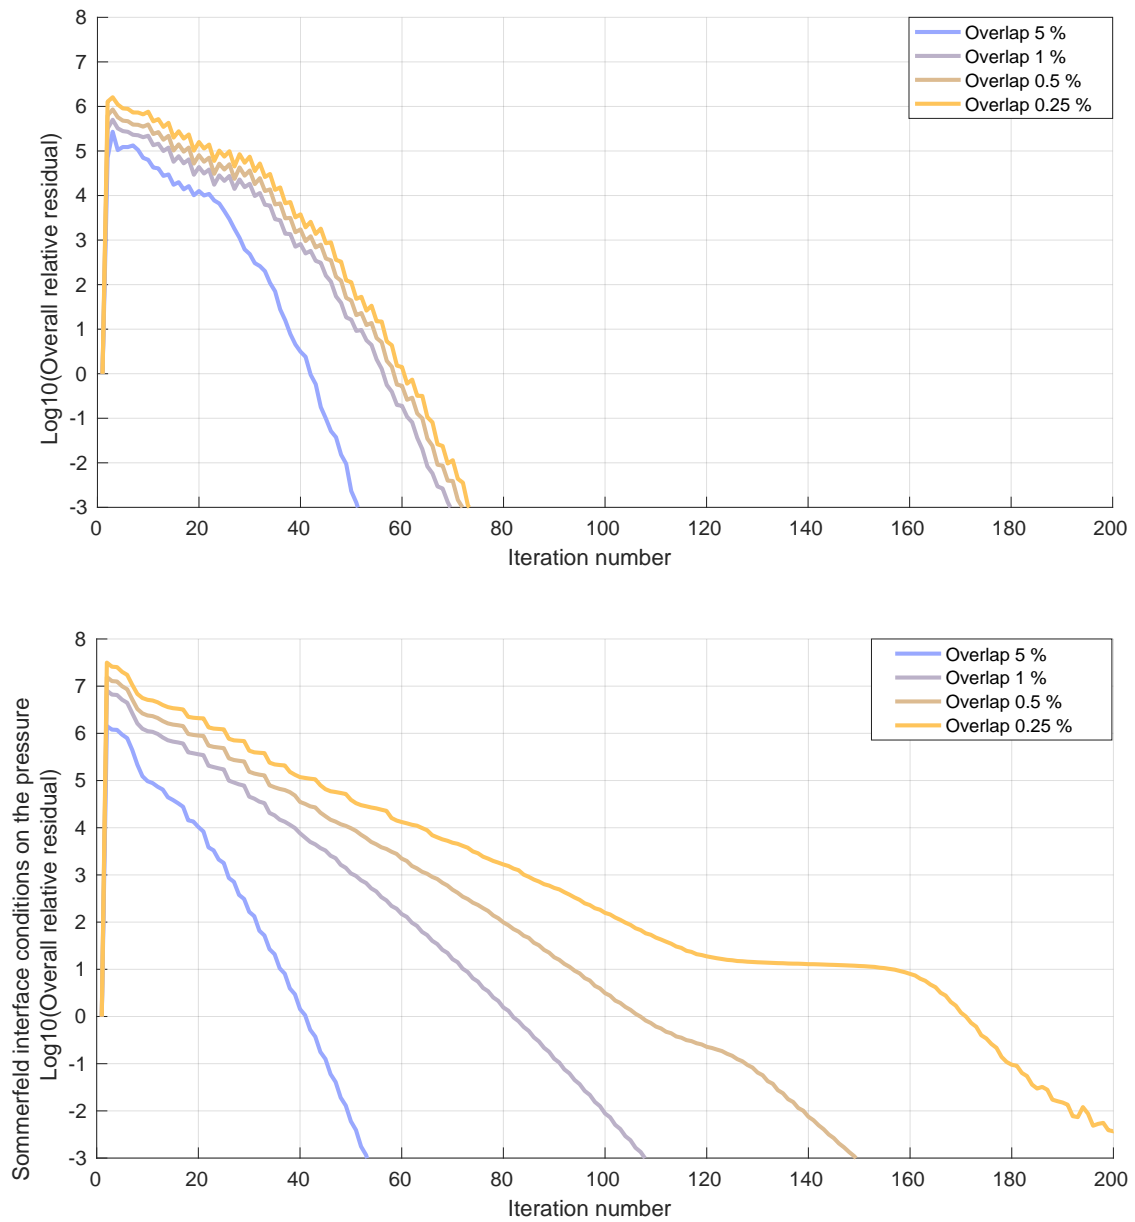 8
7
6
5
4
3
2
1
0
-1
-2
-3
Log10(Overall relative residual)
Overlap 5 %
Overlap 1 %
Overlap 0.5 %
Overlap 0.25 %
0 20 40 60 80 100 120 140 160 180 200
Iteration number
8
7
6
5
4
3
2
1
0
-1
-2
-3
Sommerfeld interface conditions on the pressure
Log10(Overall relative residual)
Overlap 5 %
Overlap 1 %
Overlap 0.5 %
Overlap 0.25 %
0 20 40 60 80 100 120 140 160 180 200
Iteration number